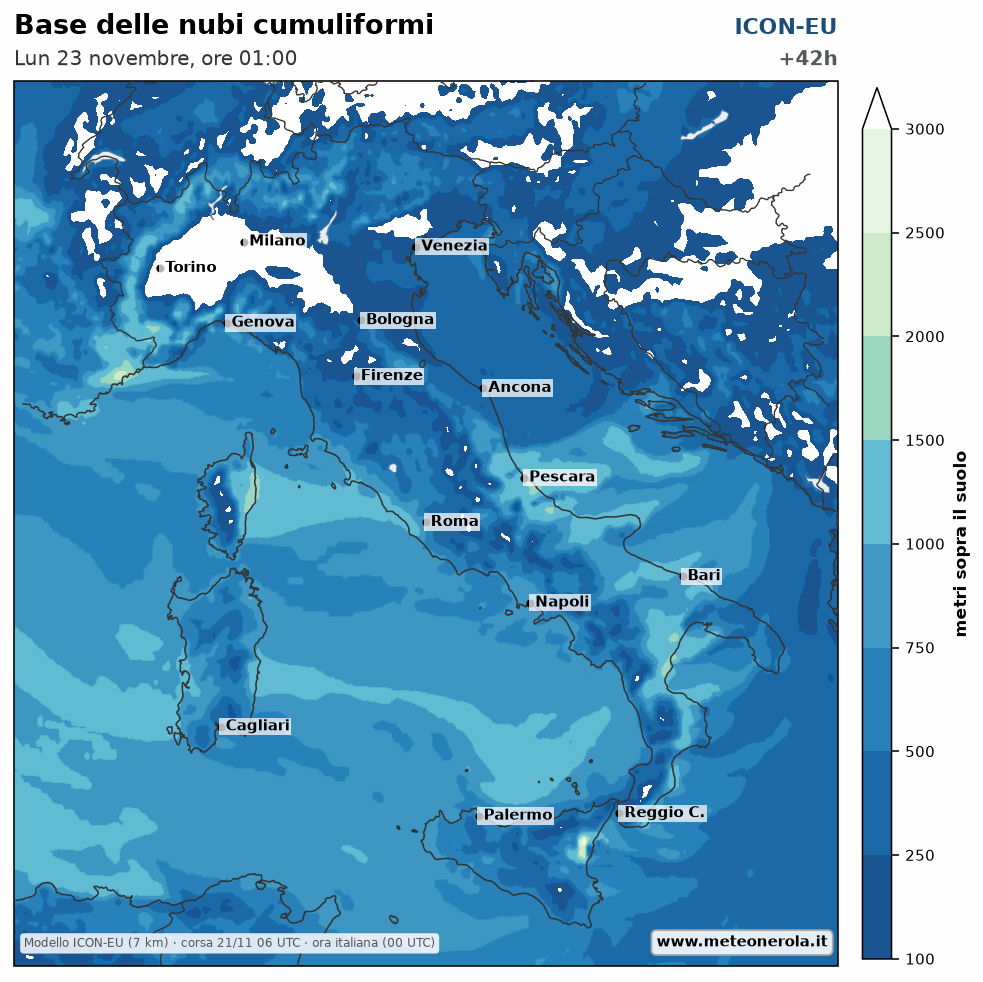 Base delle nubi cumuliformi
ICON-EU
Lun 23 novembre, ore 01:00
+42h
3000
2500
2000
1500
1000
750
500
250
100
metri sopra il suolo
Milano
Venezia
Torino
Genova
Bologna
Firenze
Ancona
Pescara
Roma
Bari
Napoli
Cagliari
Palermo
Reggio C.
Modello ICON-EU (7 km) · corsa 21/11 06 UTC · ora italiana (00 UTC)
www.meteonerola.it